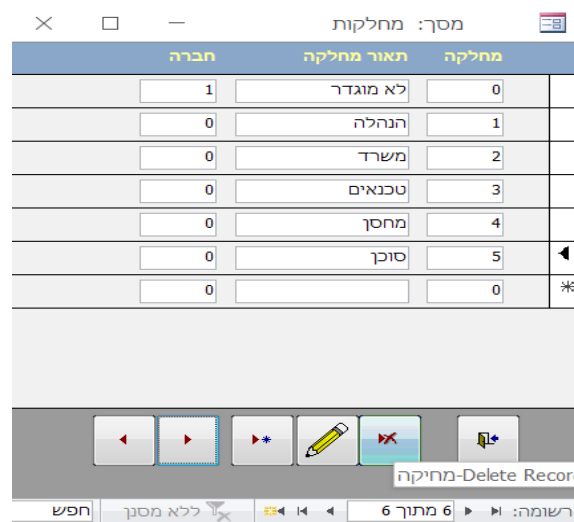 מסך: מחלקות
מחלקה תאור מחלקה חברה
0 לא מוגדר 1
1 הנהלה 0
2 משרד 0
3 טכנאים 0
4 מחסן 0
5 סוכן 0
0 0
מחיקה-Delete Recor
רשומה: 6 מתוך 6 ללא מסנן חפש